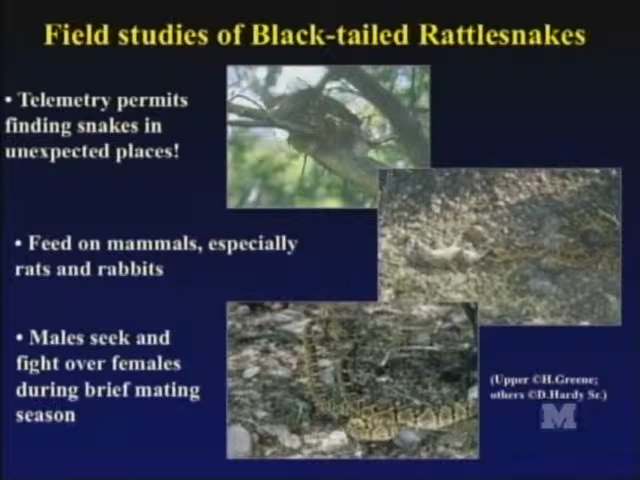 Field studies of Black-tailed Rattlesnakes
• Telemetry permits
finding snakes in
unexpected places!
• Feed on mammals, especially
rats and rabbits
• Males seek and
fight over females
during brief mating
season
(Upper ©H.Greene;
others ©D.Hardy Sr.)
M